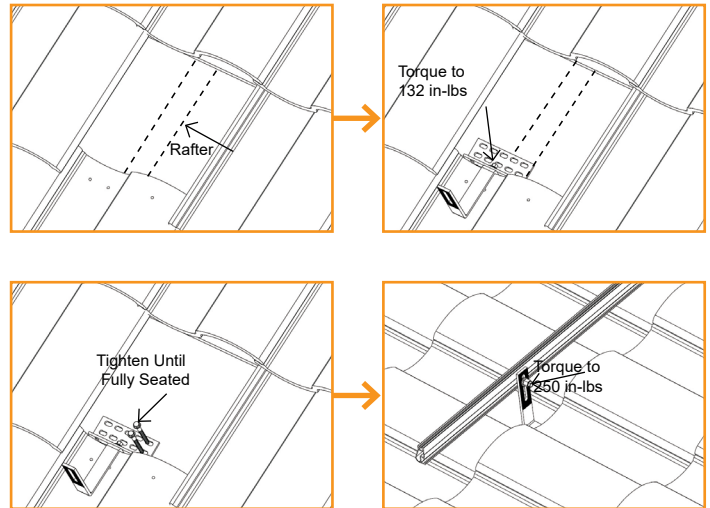 Rafter
Torque to
132 in-lbs
Tighten Until
Fully Seated
Torque to
250 in-lbs